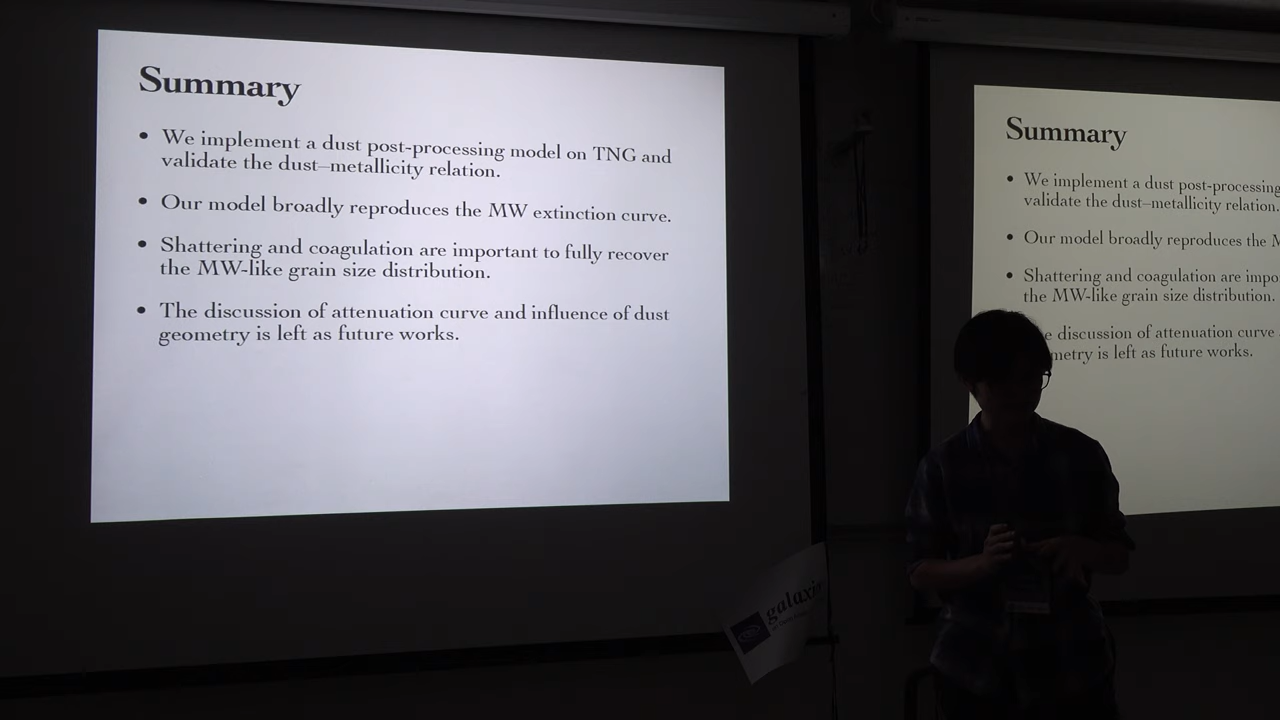 Summary
• We implement a dust post-processing model on TNG and
validate the dust–metallicity relation.
• Our model broadly reproduces the MW extinction curve.
• Shattering and coagulation are important to fully recover
the MW-like grain size distribution.
• The discussion of attenuation curve and influence of dust
geometry is left as future works.
Summary
• We implement a dust post-processing
validate the dust–metallicity relation.
• Our model broadly reproduces the
• Shattering and coagulation are impo
the MW-like grain size distribution.
discussion of attenuation curve
metry is left as future works.
galaxi